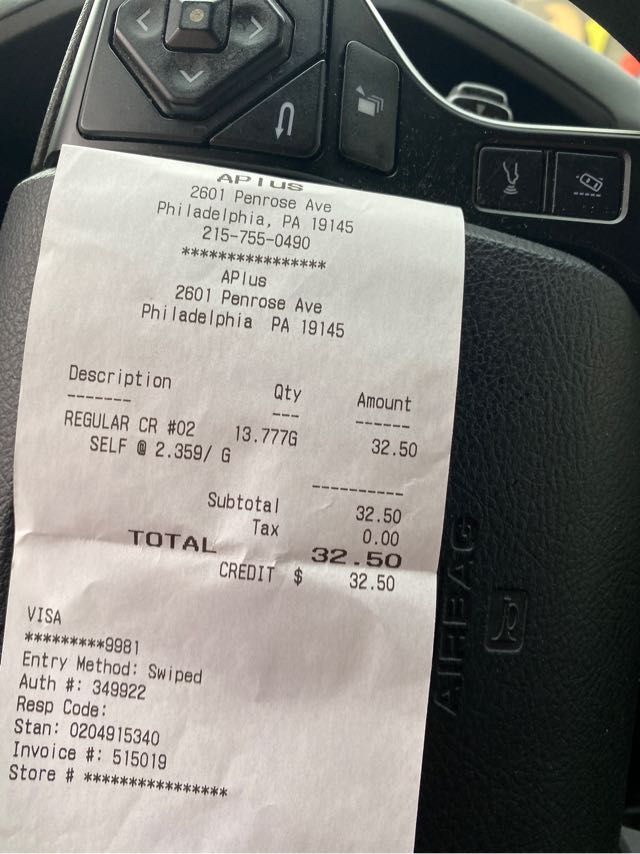 APlus
2601 Penrose Ave
Philadelphia, PA 19145
215-755-0490
****************
APlus
2601 Penrose Ave
Philadelphia PA 19145
Description Qty Amount
------- --- ------
REGULAR CR #02 13.777G 32.50
SELF @ 2.359/ G
----------
Subtotal 32.50
Tax 0.00
TOTAL 32.50
CREDIT $ 32.50
VISA
*********9981
Entry Method: Swiped
Auth #: 349922
Resp Code:
Stan: 0204915340
Invoice #: 515019
Store # ****************
AIRBAG